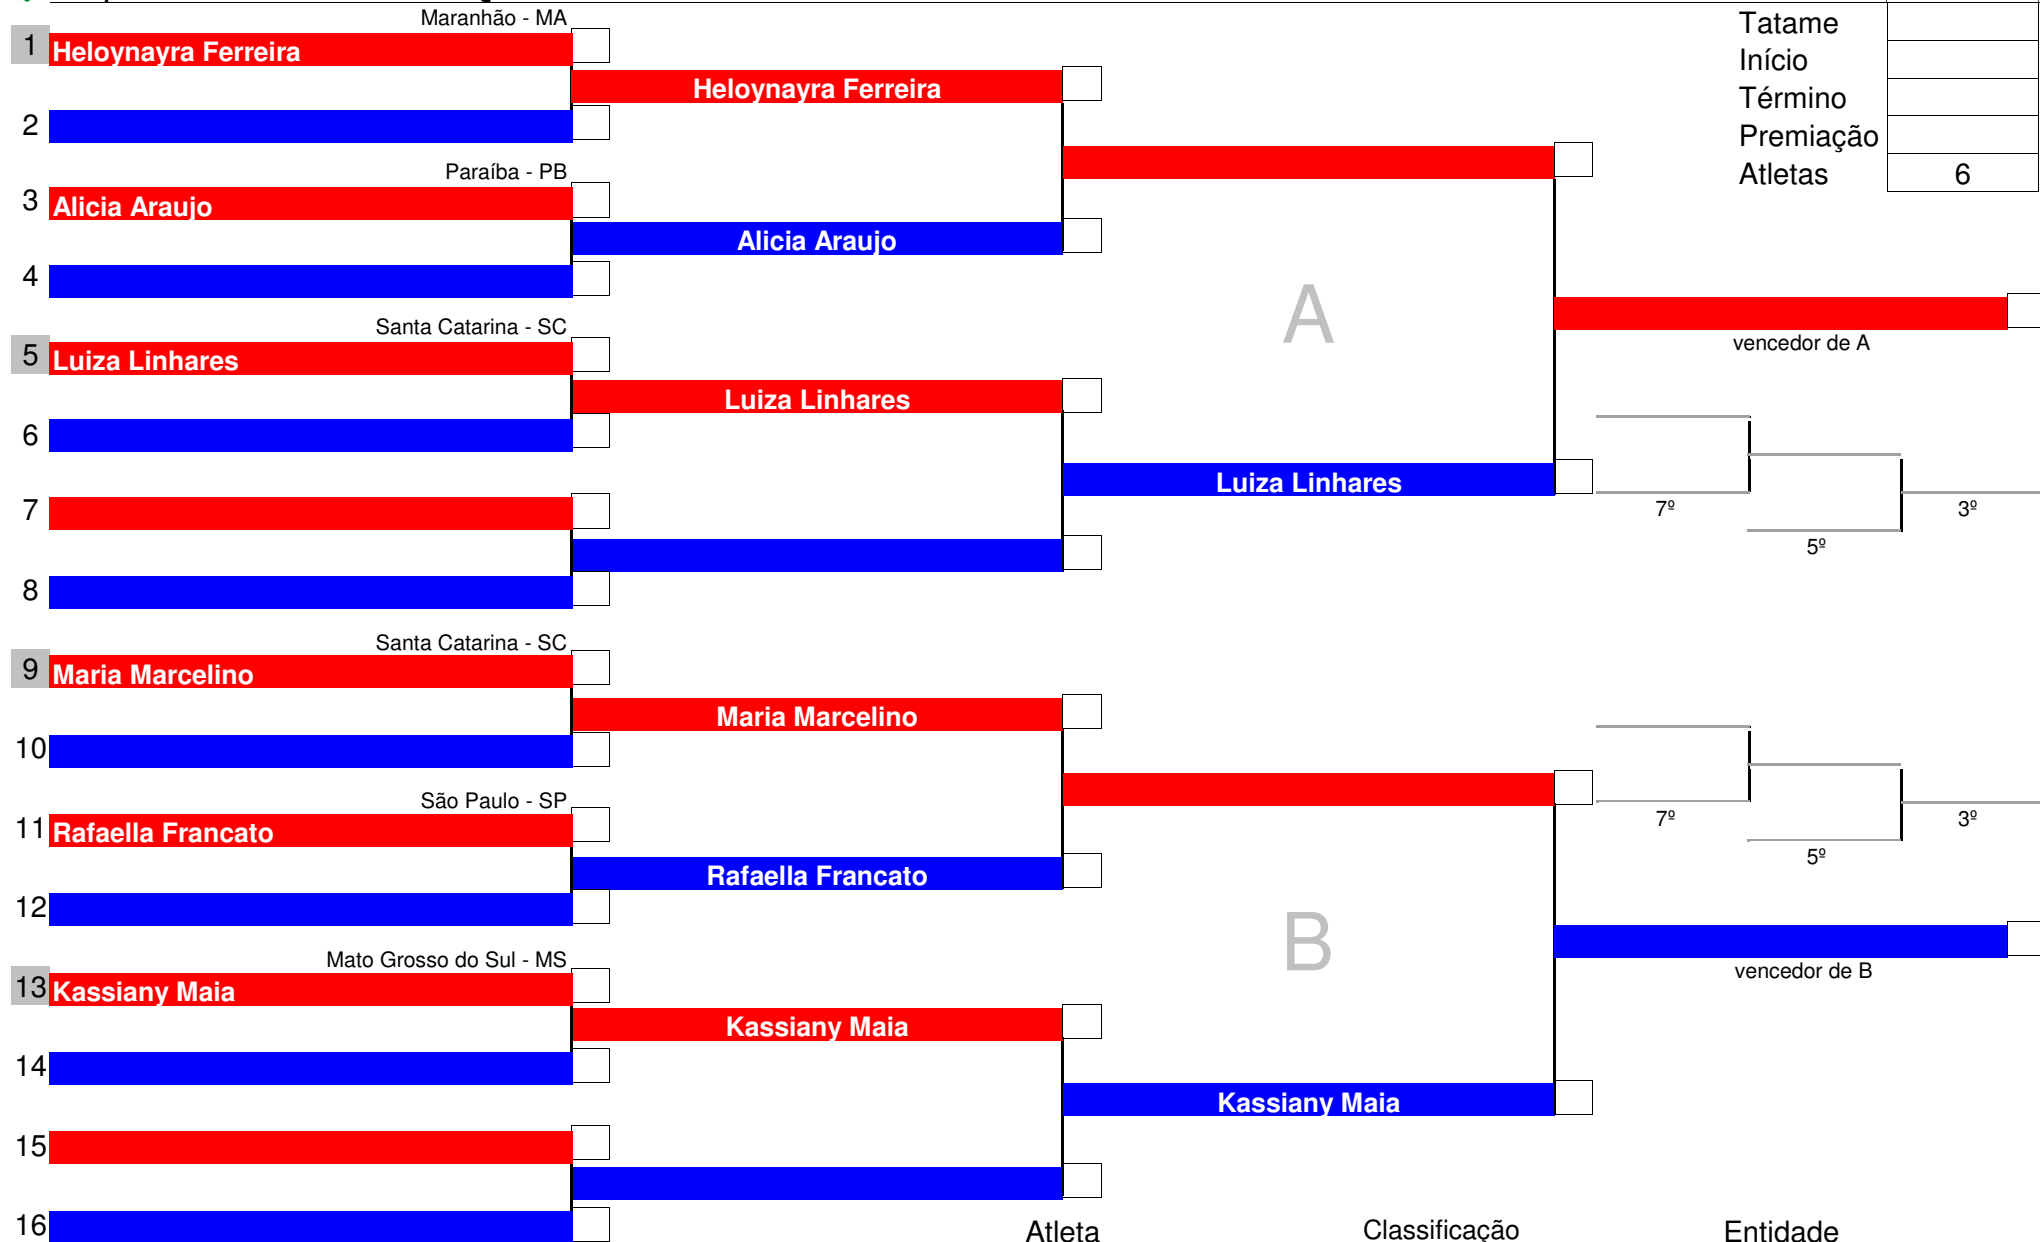 Maranhão - MA
Tatame
1 Heloynayra Ferreira
Início
Heloynayra Ferreira
Término
2
Premiação
Paraíba - PB
Atletas 6
3 Alicia Araujo
Alicia Araujo
4
A
Santa Catarina - SC
vencedor de A
5 Luiza Linhares
Luiza Linhares
6
Luiza Linhares
7
7º 3º
5º
8
Santa Catarina - SC
9 Maria Marcelino
Maria Marcelino
10
São Paulo - SP
7º 3º
11 Rafaella Francato
5º
Rafaella Francato
12
B
Mato Grosso do Sul - MS
vencedor de B
13 Kassiany Maia
Kassiany Maia
14
Kassiany Maia
15
16
Atleta Classificação Entidade